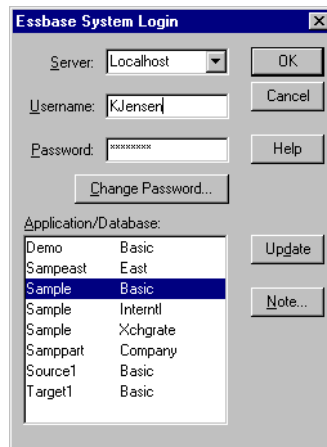 Essbase System Login
Server: Localhost OK
Username: KJensen Cancel
Password: ******** Help
Change Password...
Application/Database:
Demo Basic
Sampeast East Update
Sample Basic
Sample Interntl Note...
Sample Xchgrate
Samppart Company
Source1 Basic
Target1 Basic